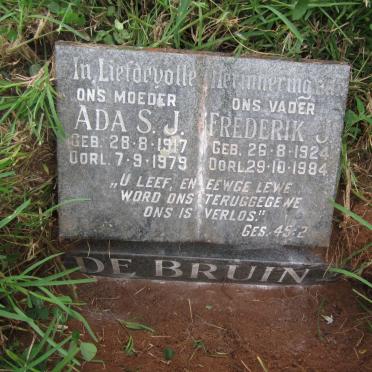 In Liefdevolle Herinnering aan
ONS MOEDER
ADA S. J.
GEB. 28-8-1917
OORL. 7-9-1979
ONS VADER
FREDERIK J.
GEB. 26-8-1924
OORL. 29-10-1984
„U LEEF, EN EEWGE LEWE
WORD ONS TERUGGEGEWE
ONS IS VERLOS."
GES. 45-2
DE BRUIN